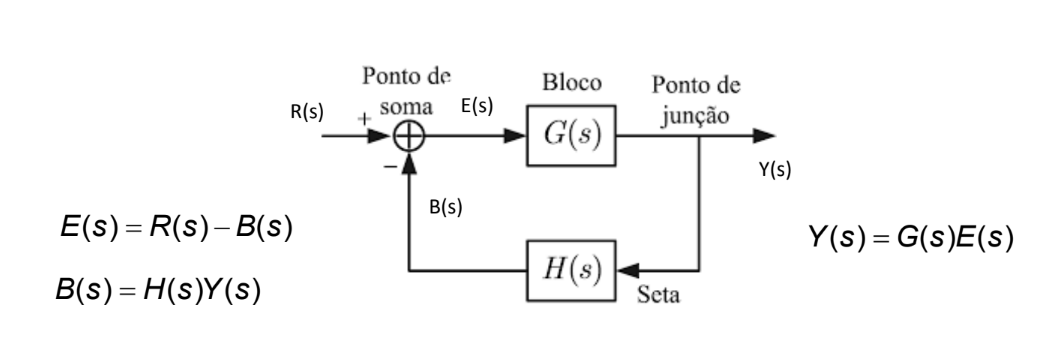 Ponto de
soma
Bloco
Ponto de
junção
R(s)
+
E(s)
G(s)
Y(s)
−
B(s)
E(s) = R(s) − B(s)
Y(s) = G(s)E(s)
B(s) = H(s)Y(s)
H(s)
Seta